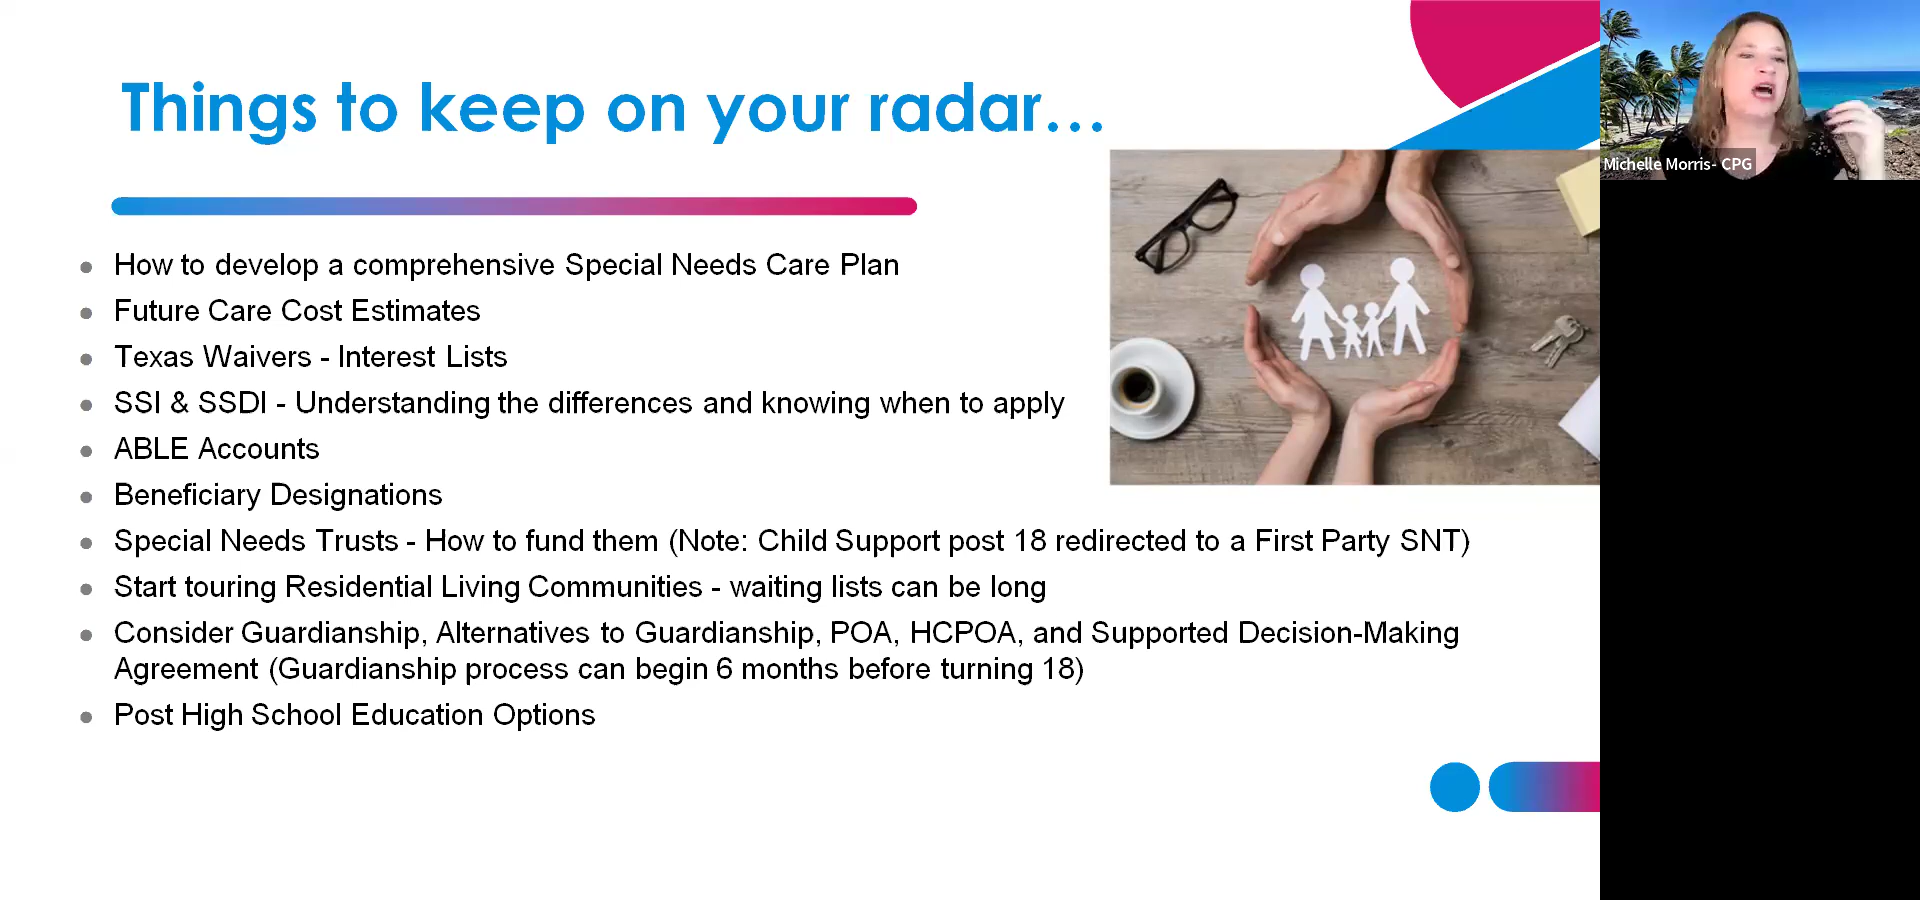 Things to keep on your radar...
Michelle Morris- CPG
How to develop a comprehensive Special Needs Care Plan
Future Care Cost Estimates
Texas Waivers - Interest Lists
SSI & SSDI - Understanding the differences and knowing when to apply
ABLE Accounts
Beneficiary Designations
Special Needs Trusts - How to fund them (Note: Child Support post 18 redirected to a First Party SNT)
Start touring Residential Living Communities - waiting lists can be long
Consider Guardianship, Alternatives to Guardianship, POA, HCPOA, and Supported Decision-Making
Agreement (Guardianship process can begin 6 months before turning 18)
Post High School Education Options